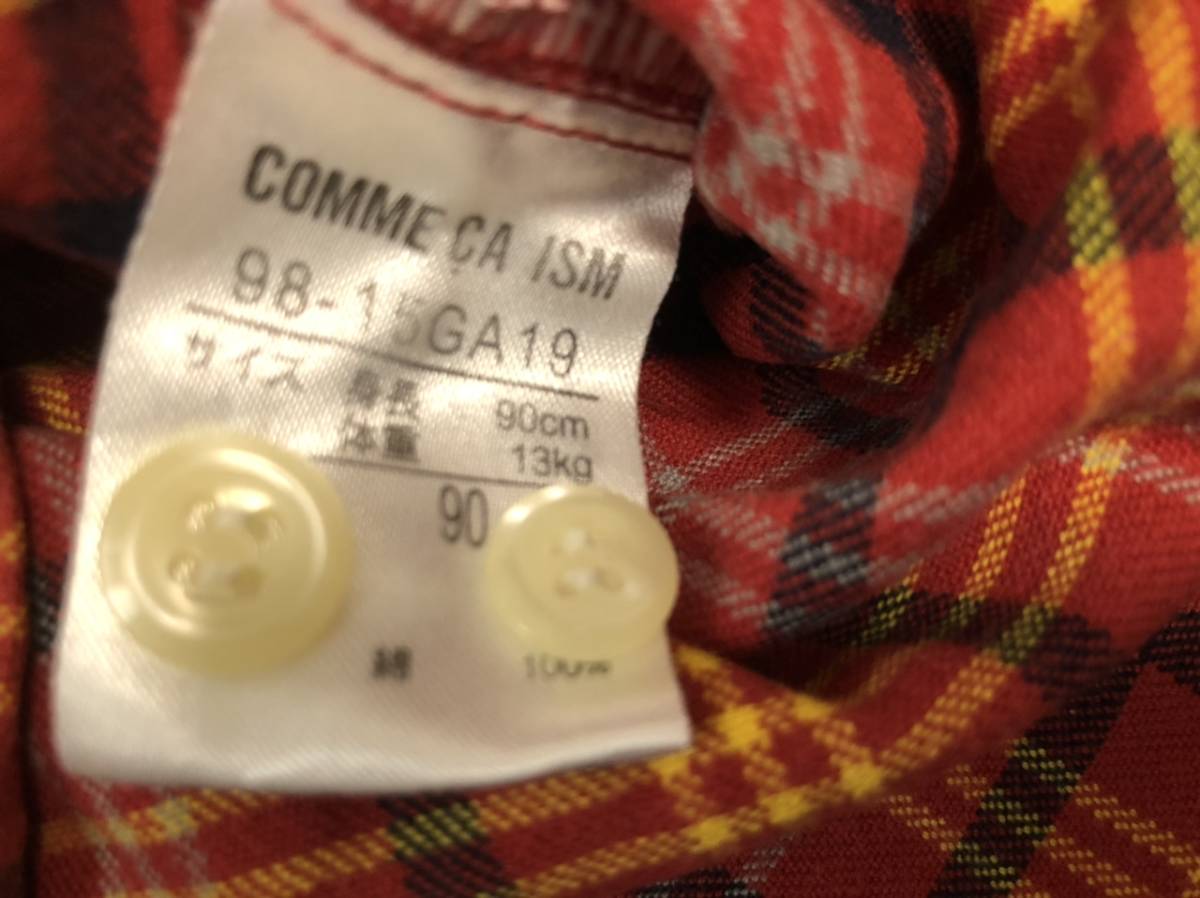 COMME ÇA ISM
98-15GA19
サイズ 身長 90cm
体重 13kg
90
綿 100%